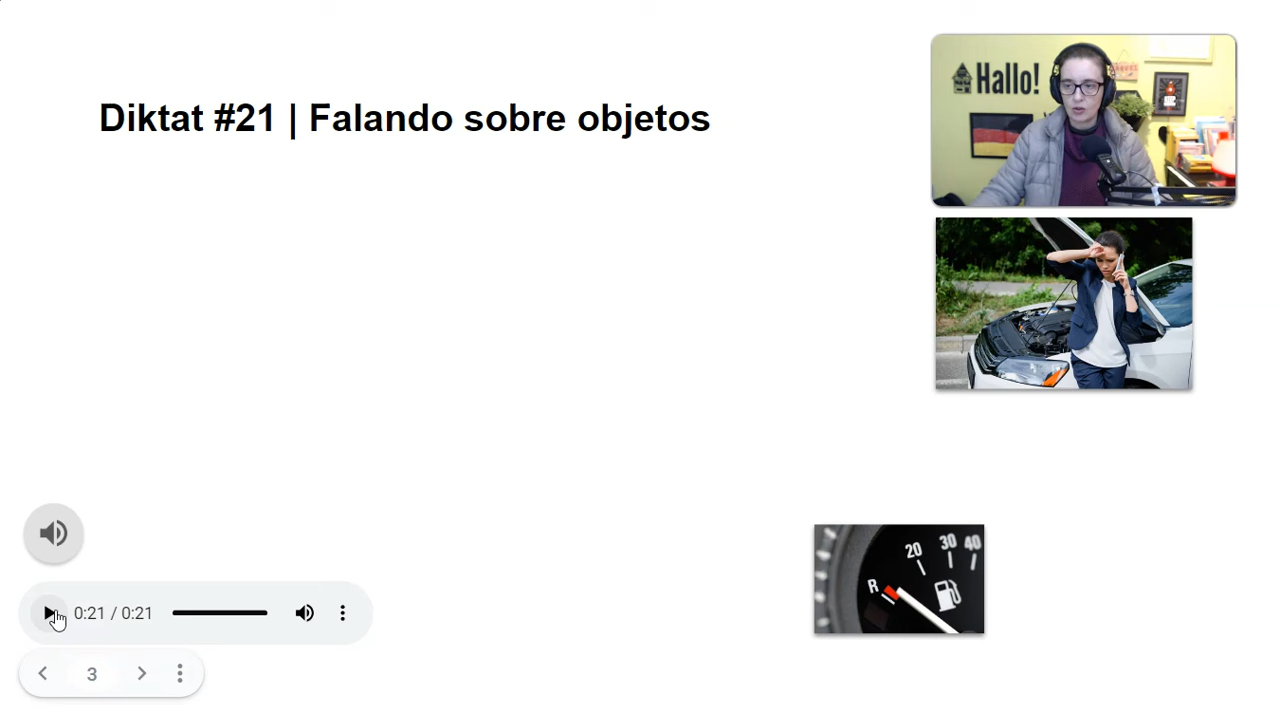 Diktat #21 | Falando sobre objetos
Hallo!
20 30 40
R
0:21 / 0:21
3